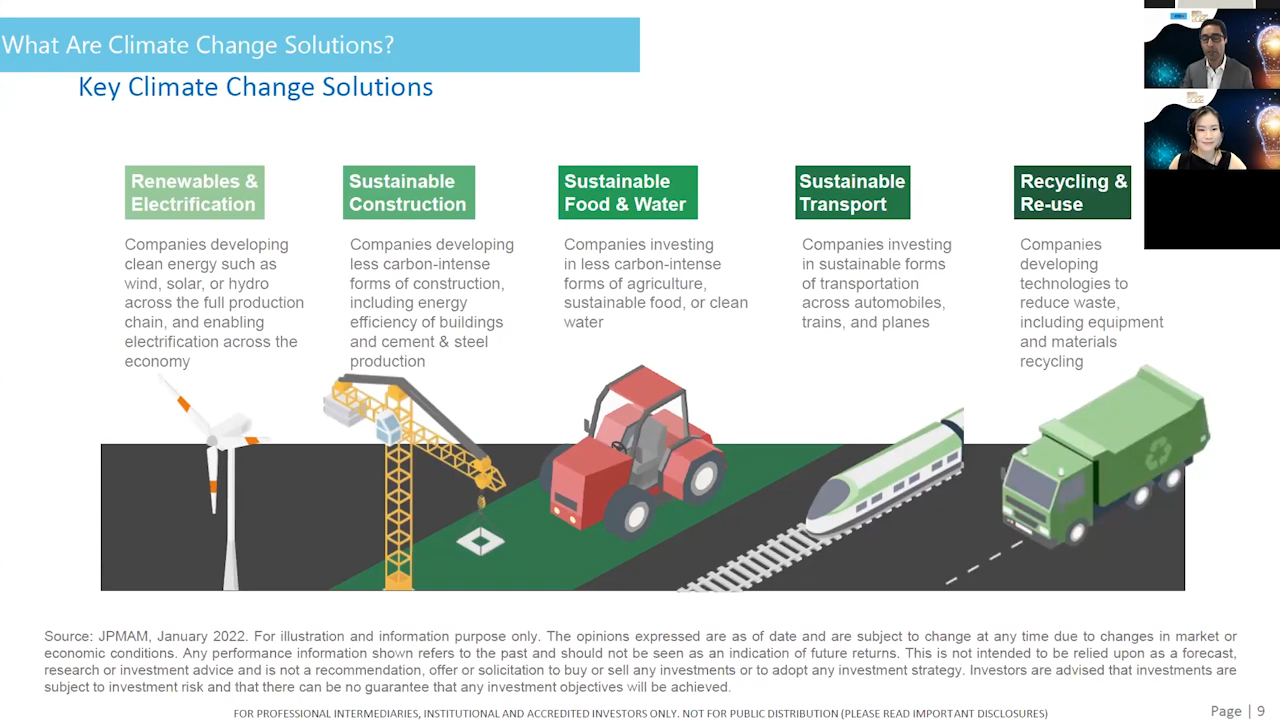 What Are Climate Change Solutions?
Key Climate Change Solutions
Renewables &
Electrification
Companies developing
clean energy such as
wind, solar, or hydro
across the full production
chain, and enabling
electrification across the
economy
Sustainable
Construction
Companies developing
less carbon-intense
forms of construction,
including energy
efficiency of buildings
and cement & steel
production
Sustainable
Food & Water
Companies investing
in less carbon-intense
forms of agriculture,
sustainable food, or clean
water
Sustainable
Transport
Companies investing
in sustainable forms
of transportation
across automobiles,
trains, and planes
Recycling &
Re-use
Companies
developing
technologies to
reduce waste,
including equipment
and materials
recycling
Source: JPMAM, January 2022. For illustration and information purpose only. The opinions expressed are as of date and are subject to change at any time due to changes in market or
economic conditions. Any performance information shown refers to the past and should not be seen as an indication of future returns. This is not intended to be relied upon as a forecast,
research or investment advice and is not a recommendation, offer or solicitation to buy or sell any investments or to adopt any investment strategy. Investors are advised that investments are
subject to investment risk and that there can be no guarantee that any investment objectives will be achieved.
FOR PROFESSIONAL INTERMEDIARIES, INSTITUTIONAL AND ACCREDITED INVESTORS ONLY. NOT FOR PUBLIC DISTRIBUTION (PLEASE READ IMPORTANT DISCLOSURES)
Page | 9